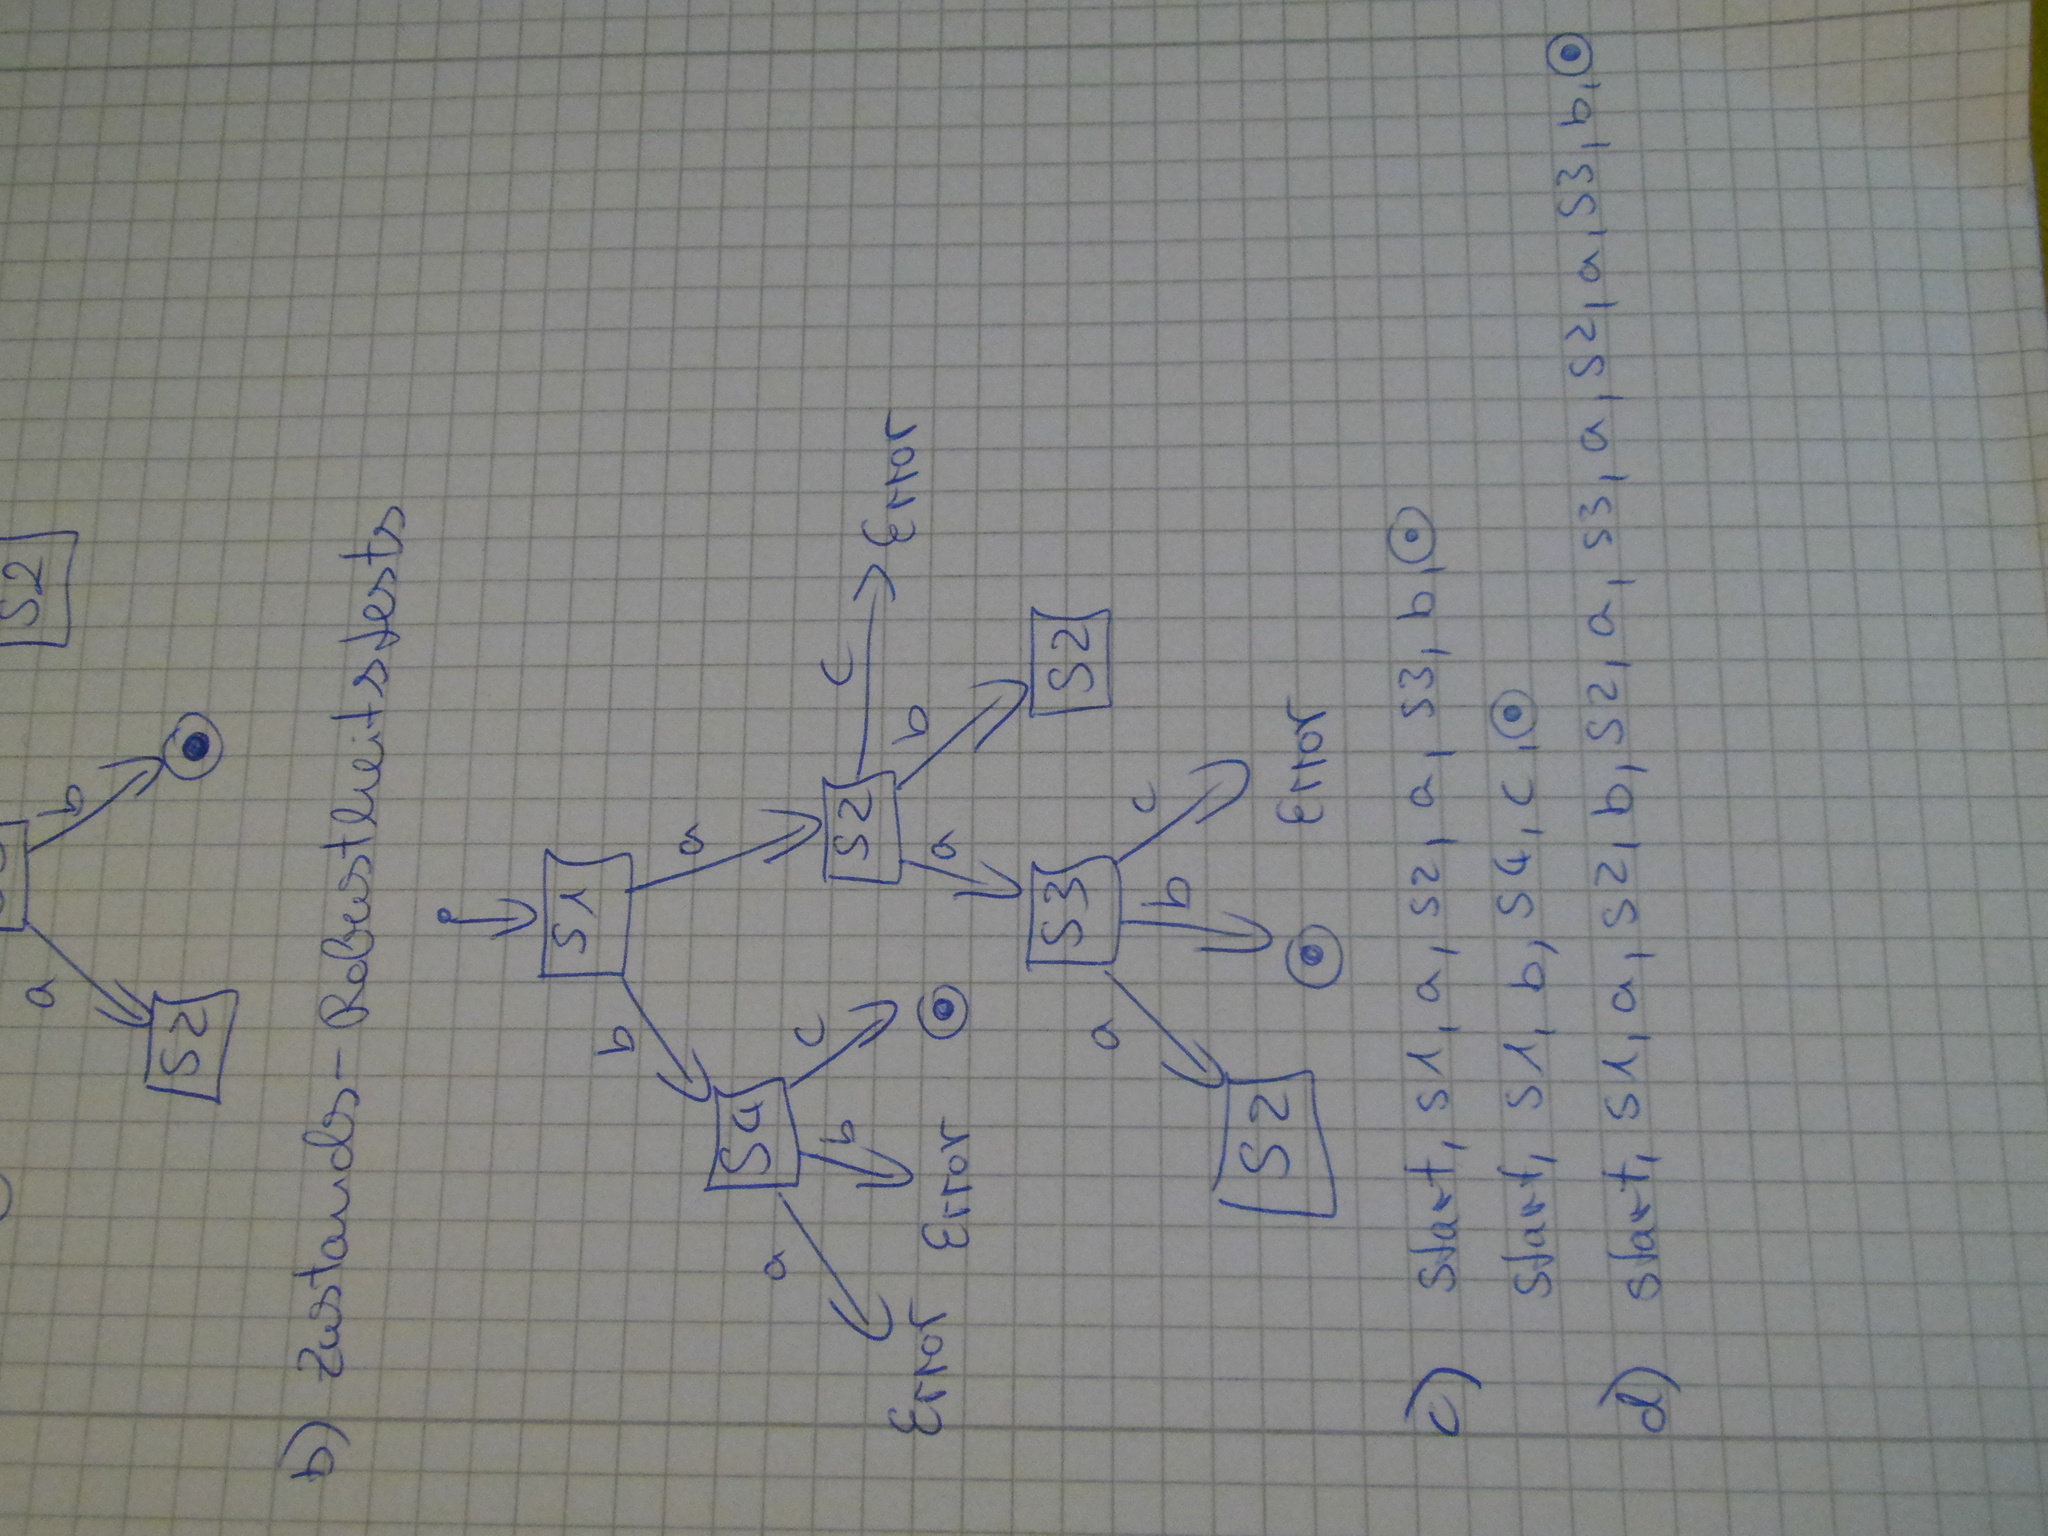 S2
b
a
S2
b) Zustands-Robustheitstests
S1
b
a
S4
S2
c
Error
a
b
c
a
b
Error
Error
S3
S2
a
b
c
S2
Error
c) Start, S1, a, S2, a, S3, b,
Start, S1, b, S4, c,
d) Start, S1, a, S2, b, S2, a, S3, a, S2, a, S3, b,